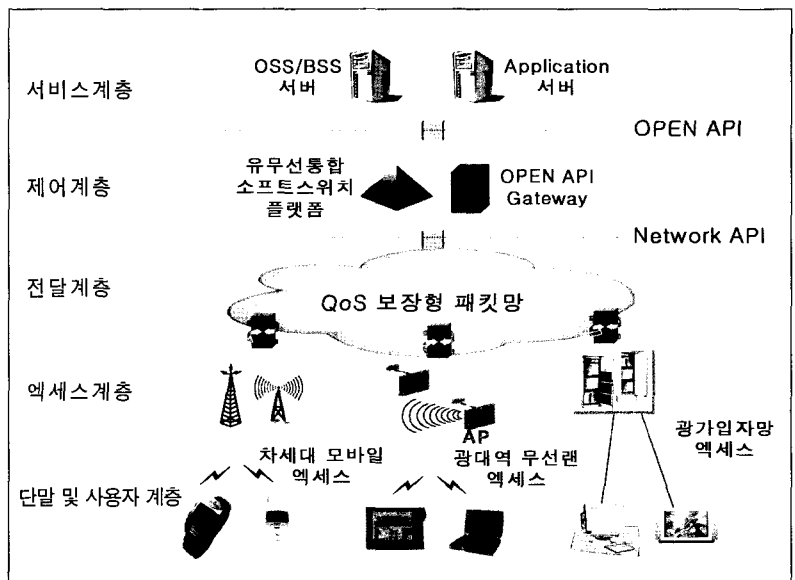 OSS/BSS
서버
Application
서버
서비스계층
OPEN API
유무선통합
소프트스위치
플랫폼
OPEN API
Gateway
제어계층
Network API
전달계층
QoS 보장형 패킷망
엑세스계층
AP
차세대 모바일
엑세스
광대역 무선랜
엑세스
광가입자망
엑세스
단말 및 사용자 계층